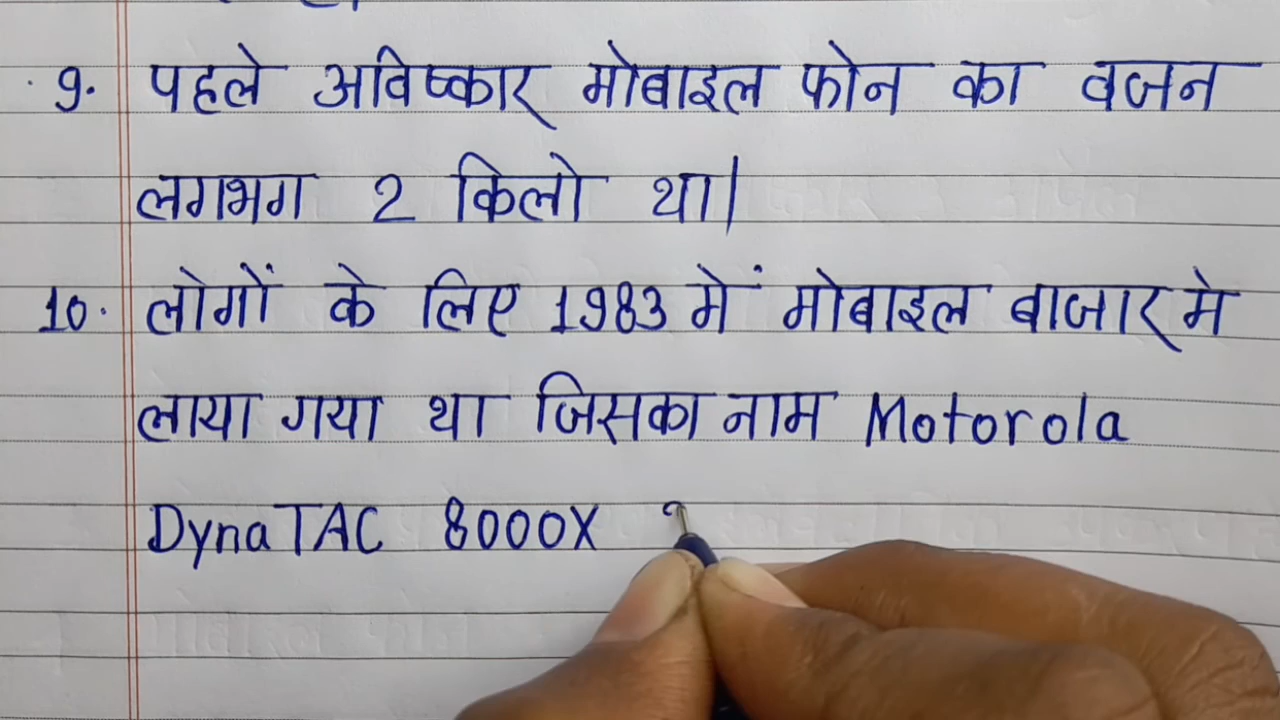 9. पहले अविष्कार मोबाइल फोन का वजन
लगभग 2 किलो था|
10. लोगों के लिए 1983 में मोबाइल बाजार मे
लाया गया था जिसका नाम Motorola
DynaTAC 8000X